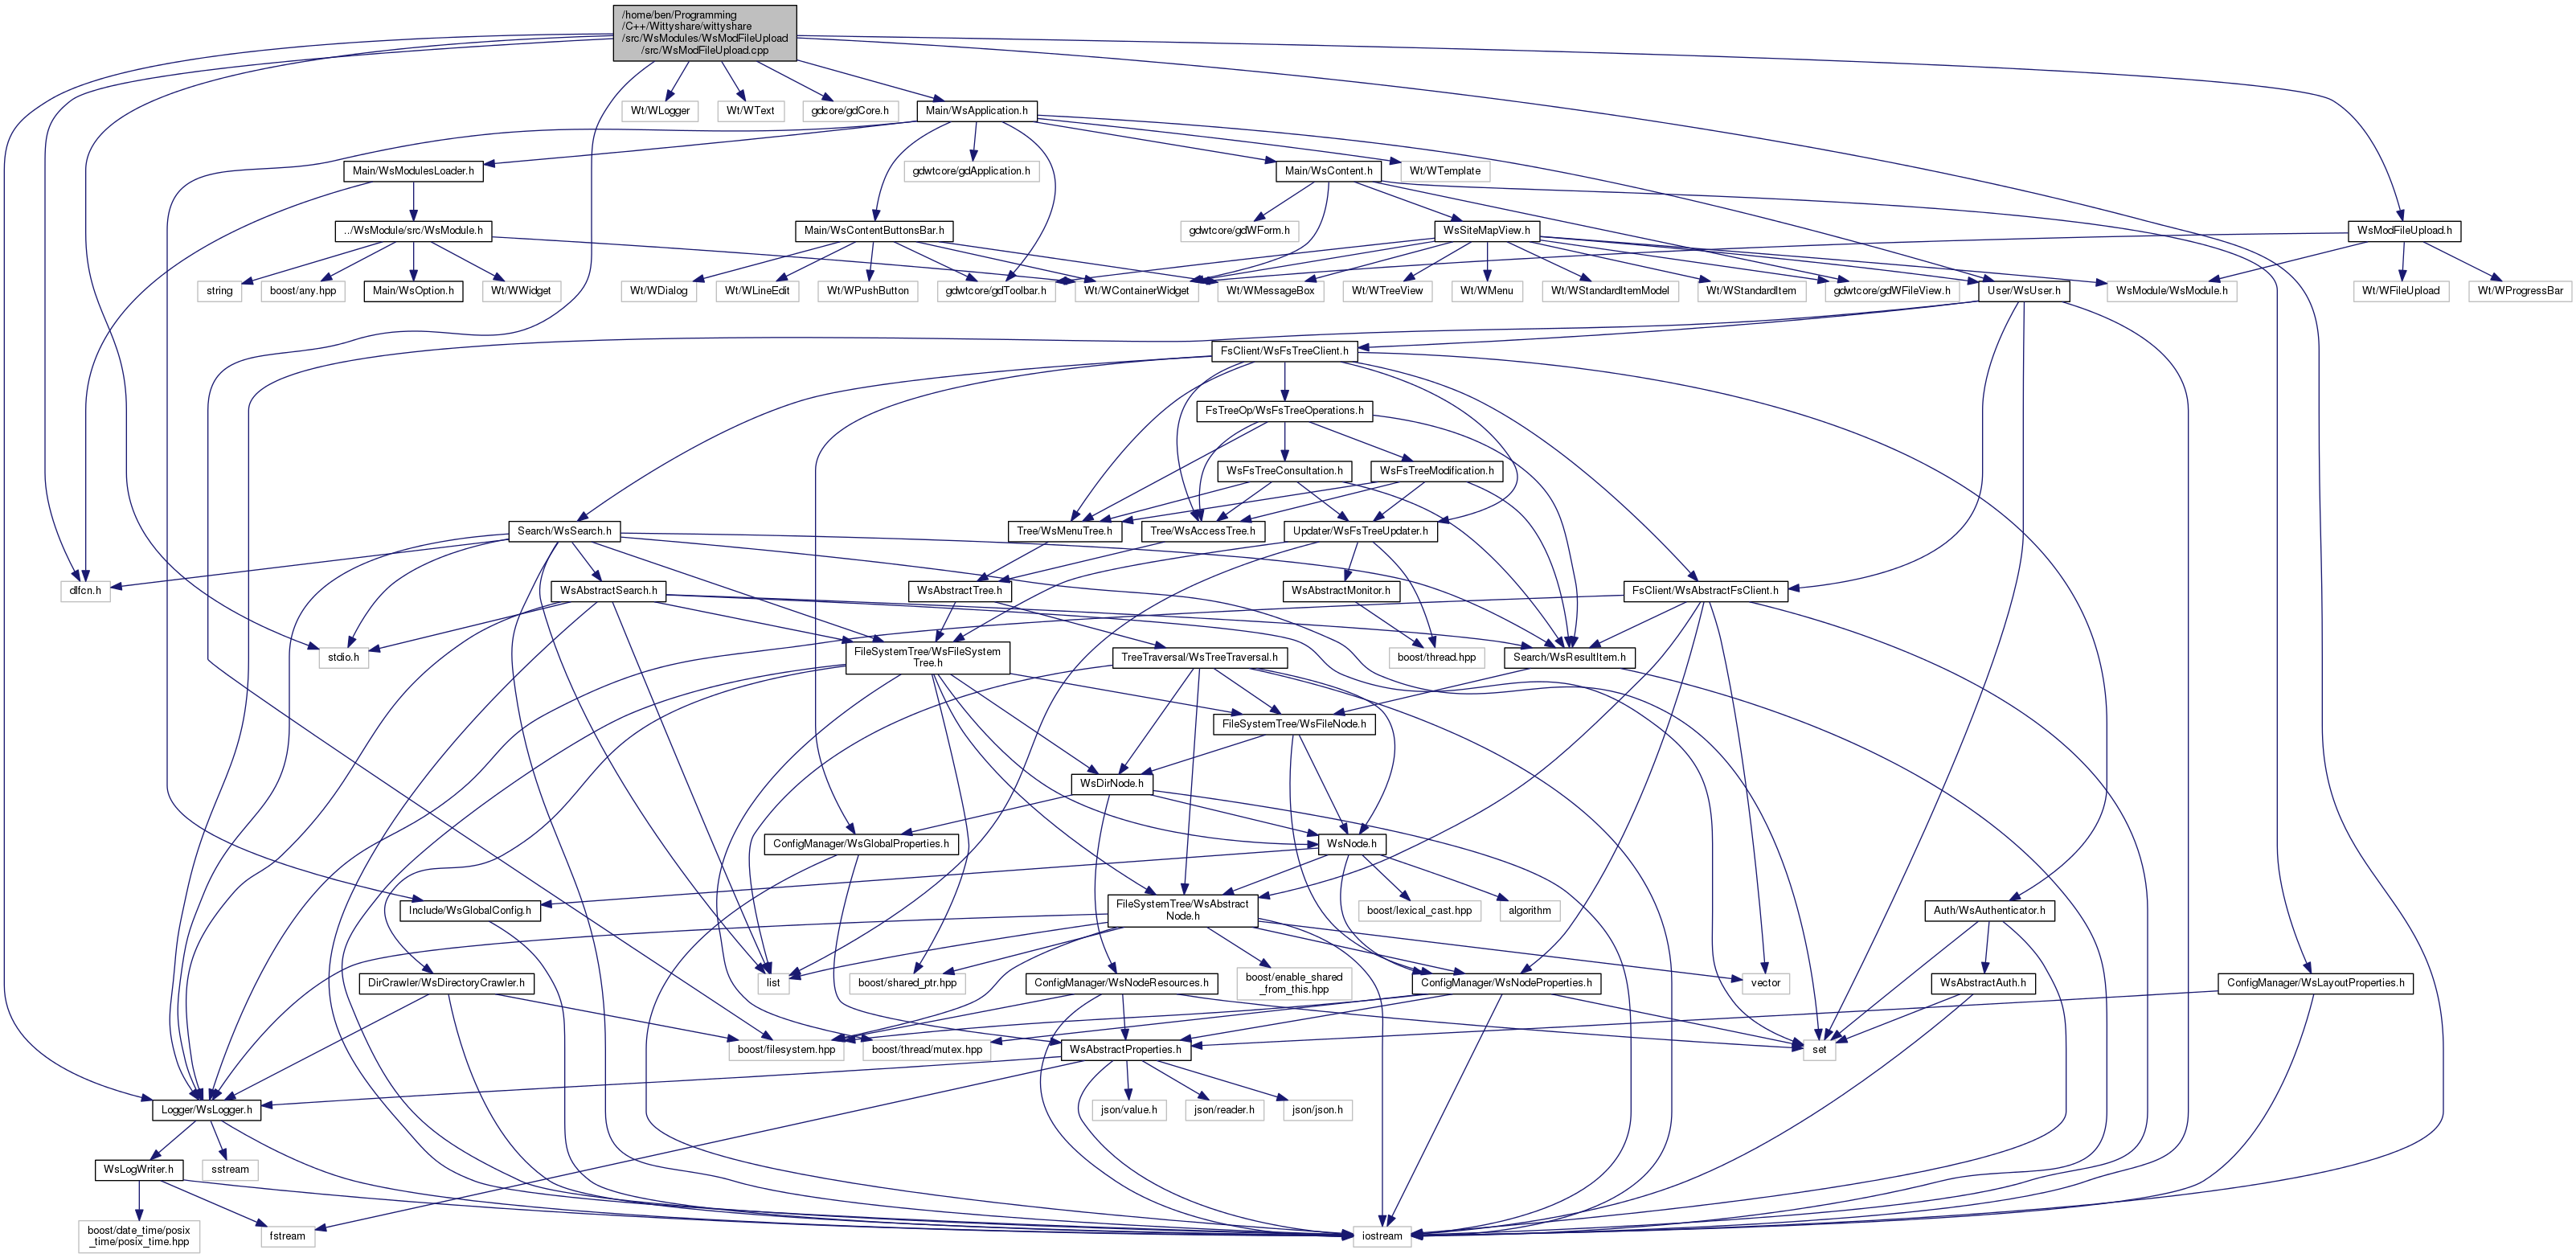 /home/ben/Programming
/C++/Wittyshare/wittyshare
/src/WsModules/WsModFileUpload
/src/WsModFileUpload.cpp
Wt/WLogger
Wt/WText
gdcore/gdCore.h
Main/WsApplication.h
Main/WsModulesLoader.h
gdwtcore/gdApplication.h
Main/WsContent.h
Wt/WTemplate
../WsModule/src/WsModule.h
Main/WsContentButtonsBar.h
gdwtcore/gdWForm.h
WsSiteMapView.h
WsModFileUpload.h
string
boost/any.hpp
Main/WsOption.h
Wt/WWidget
Wt/WDialog
Wt/WLineEdit
Wt/WPushButton
gdwtcore/gdToolbar.h
Wt/WContainerWidget
Wt/WMessageBox
Wt/WTreeView
Wt/WMenu
Wt/WStandardItemModel
Wt/WStandardItem
gdwtcore/gdWFileView.h
User/WsUser.h
WsModule/WsModule.h
Wt/WFileUpload
Wt/WProgressBar
FsClient/WsFsTreeClient.h
FsTreeOp/WsFsTreeOperations.h
WsFsTreeConsultation.h
WsFsTreeModification.h
Search/WsSearch.h
Tree/WsMenuTree.h
Tree/WsAccessTree.h
Updater/WsFsTreeUpdater.h
dlfcn.h
WsAbstractSearch.h
WsAbstractTree.h
WsAbstractMonitor.h
FsClient/WsAbstractFsClient.h
stdio.h
FileSystemTree/WsFileSystem
Tree.h
TreeTraversal/WsTreeTraversal.h
boost/thread.hpp
Search/WsResultItem.h
FileSystemTree/WsFileNode.h
WsDirNode.h
ConfigManager/WsGlobalProperties.h
WsNode.h
Include/WsGlobalConfig.h
FileSystemTree/WsAbstract
Node.h
boost/lexical_cast.hpp
algorithm
Auth/WsAuthenticator.h
DirCrawler/WsDirectoryCrawler.h
list
boost/shared_ptr.hpp
ConfigManager/WsNodeResources.h
boost/enable_shared
_from_this.hpp
ConfigManager/WsNodeProperties.h
vector
WsAbstractAuth.h
ConfigManager/WsLayoutProperties.h
boost/filesystem.hpp
boost/thread/mutex.hpp
WsAbstractProperties.h
set
Logger/WsLogger.h
json/value.h
json/reader.h
json/json.h
WsLogWriter.h
sstream
boost/date_time/posix
_time/posix_time.hpp
fstream
iostream